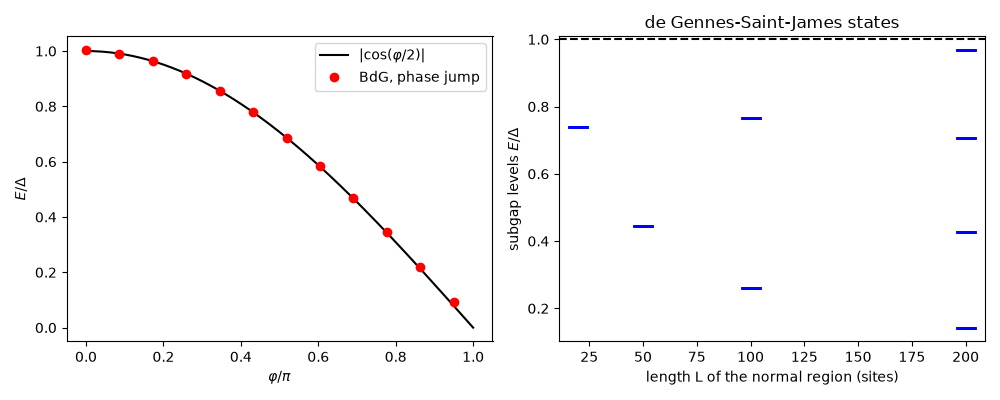 |cos(φ/2)|
BdG, phase jump
1.0
0.8
0.6
0.4
0.2
0.0
E/Δ
0.0 0.2 0.4 0.6 0.8 1.0
φ/π
de Gennes-Saint-James states
1.0
0.8
0.6
0.4
0.2
subgap levels E/Δ
25 50 75 100 125 150 175 200
length L of the normal region (sites)